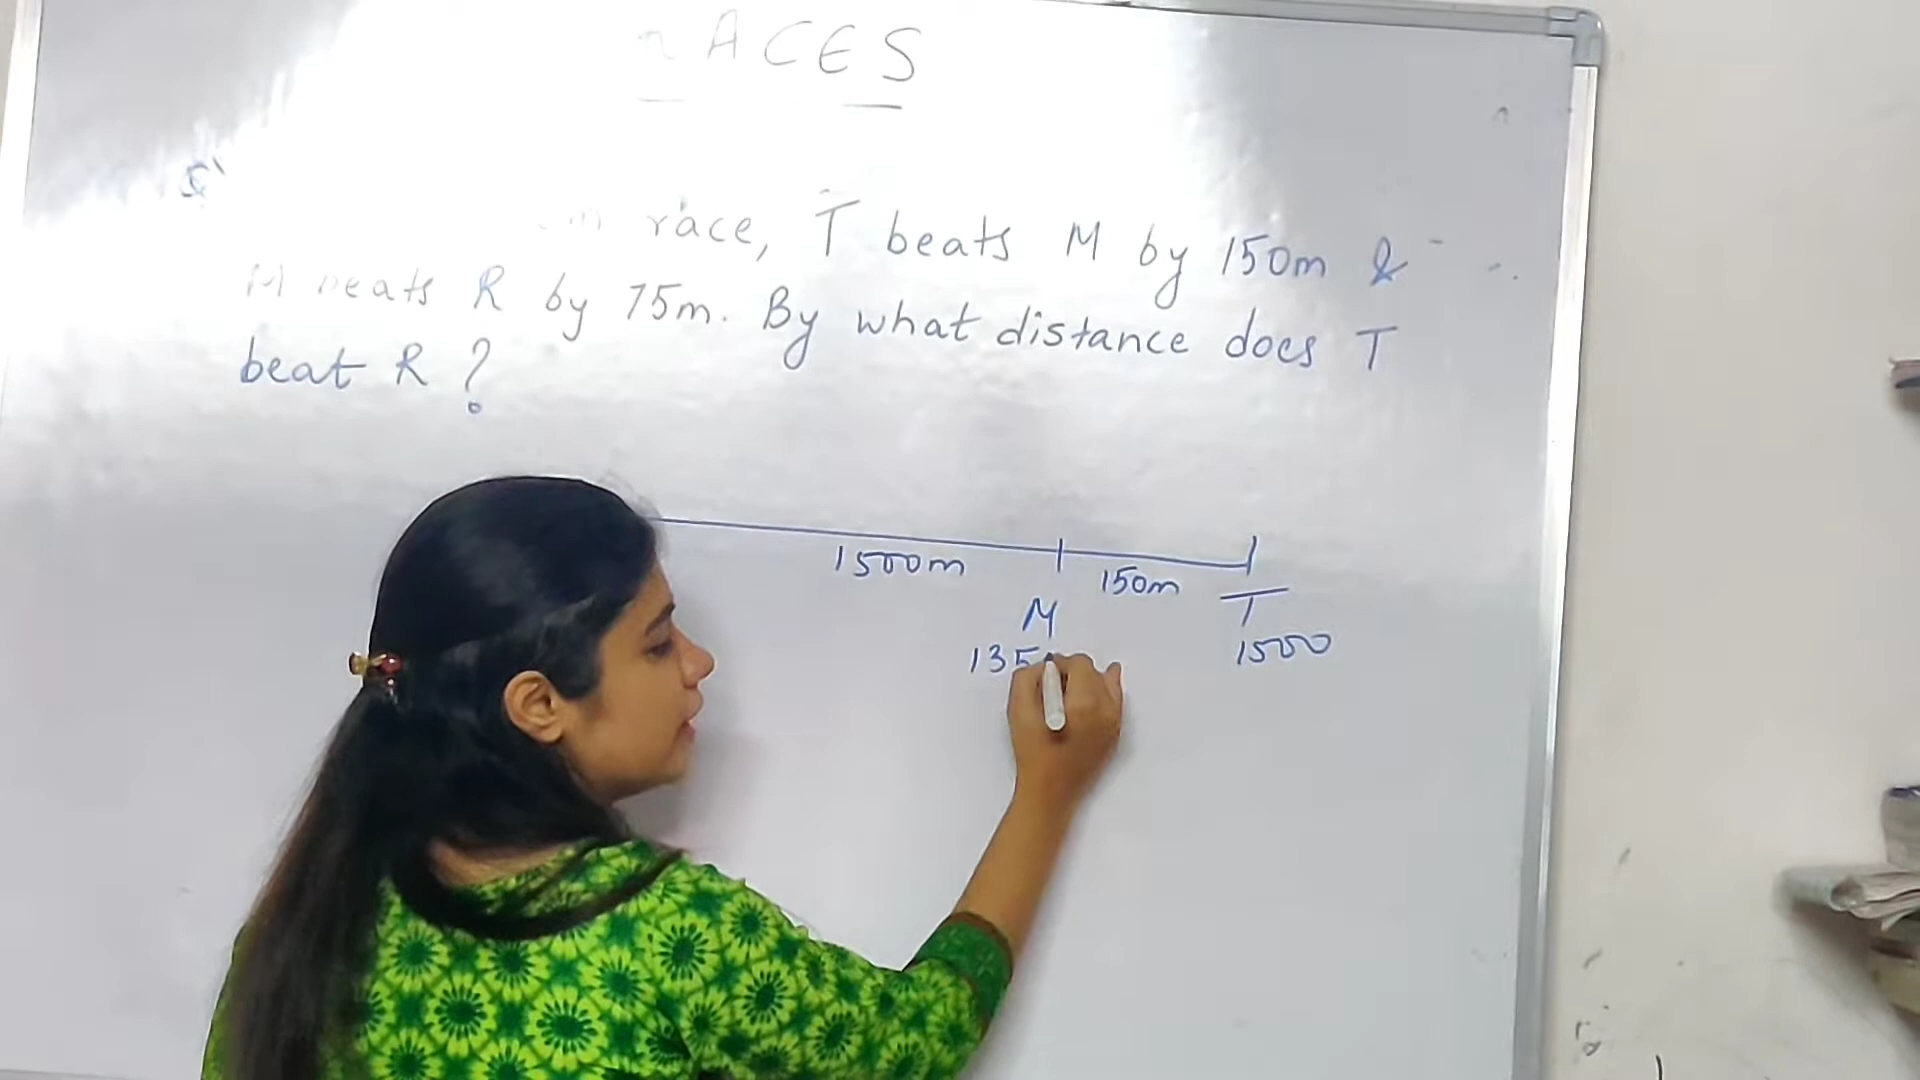 RACES
race, T beats M by 150m &
M beats R by 75m. By what distance does T
beat R ?
1500m
150m
M
T
135
1500